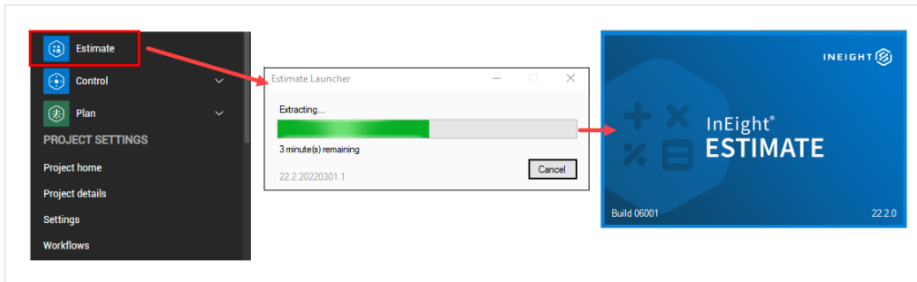 Estimate
Control
Plan
PROJECT SETTINGS
Project home
Project details
Settings
Workflows
Estimate Launcher
Extracting...
3 minute(s) remaining
22.2.20220301.1
Cancel
INEIGHT
InEight®
ESTIMATE
Build 06001
22.2.0